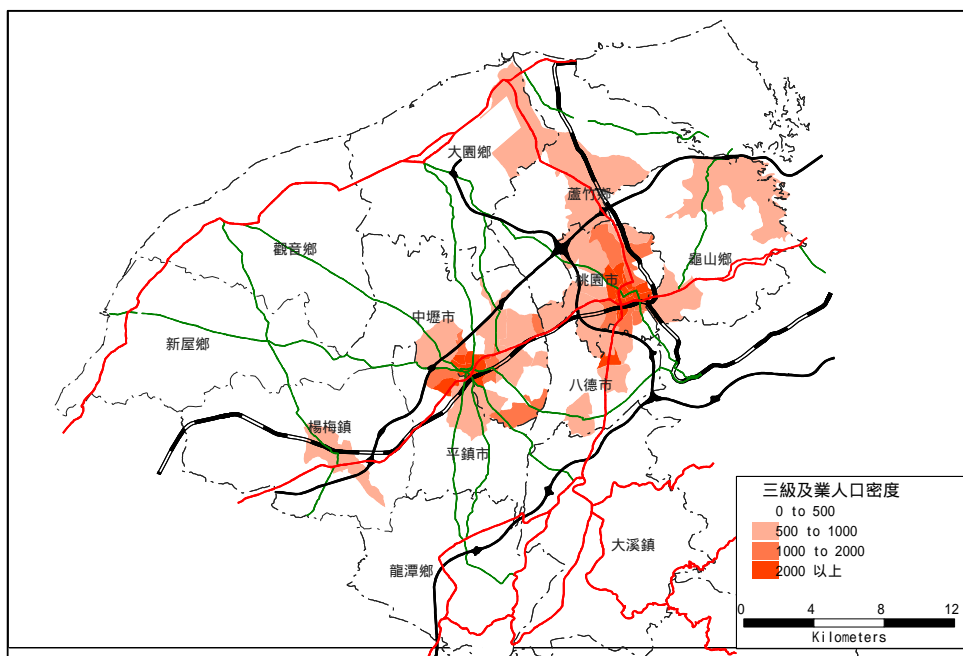 大園鄉
蘆竹鄉
觀音鄉
龜山鄉
桃園市
中壢市
新屋鄉
八德市
楊梅鎮
平鎮市
龍潭鄉
大溪鎮
三級及業人口密度
0 to 500
500 to 1000
1000 to 2000
2000 以上
0 4 8 12
Kilometers